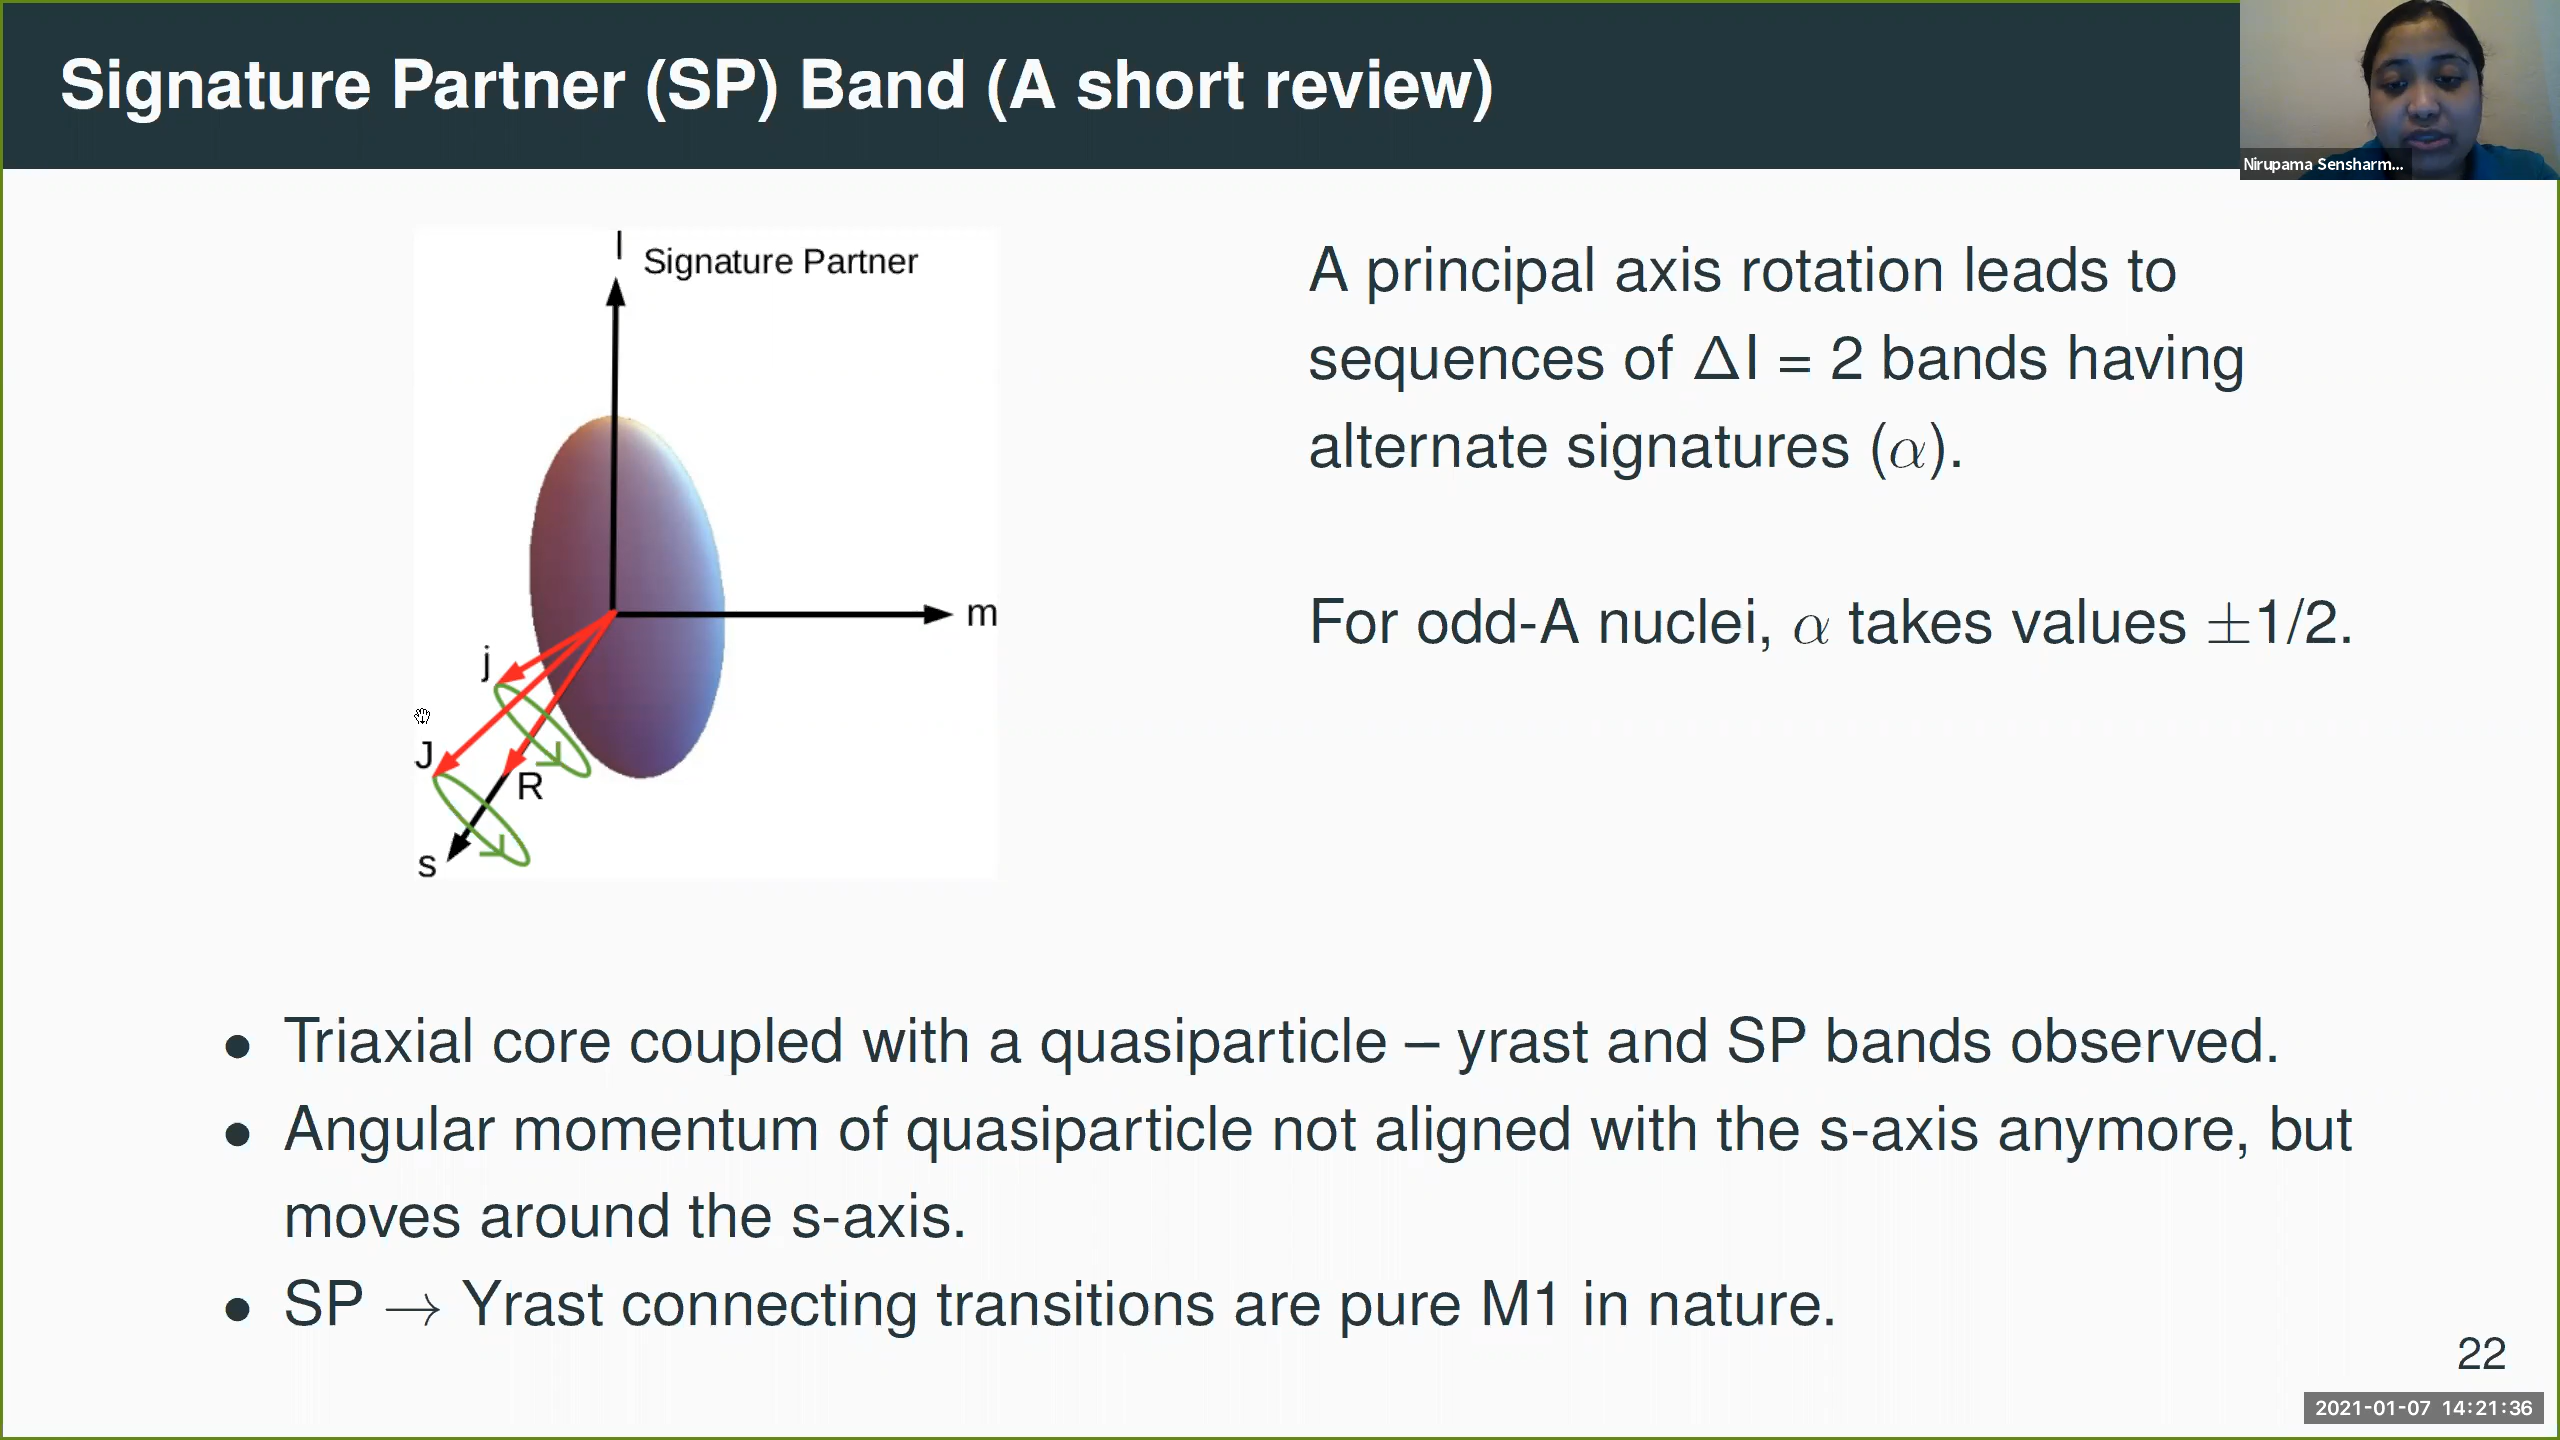 Signature Partner (SP) Band (A short review)
Nirupama Sensharm...
l
Signature Partner
m
j
J
R
s
A principal axis rotation leads to
sequences of ΔI = 2 bands having
alternate signatures (α).
For odd-A nuclei, α takes values ±1/2.
• Triaxial core coupled with a quasiparticle – yrast and SP bands observed.
• Angular momentum of quasiparticle not aligned with the s-axis anymore, but
moves around the s-axis.
• SP → Yrast connecting transitions are pure M1 in nature.
22
2021-01-07 14:21:36